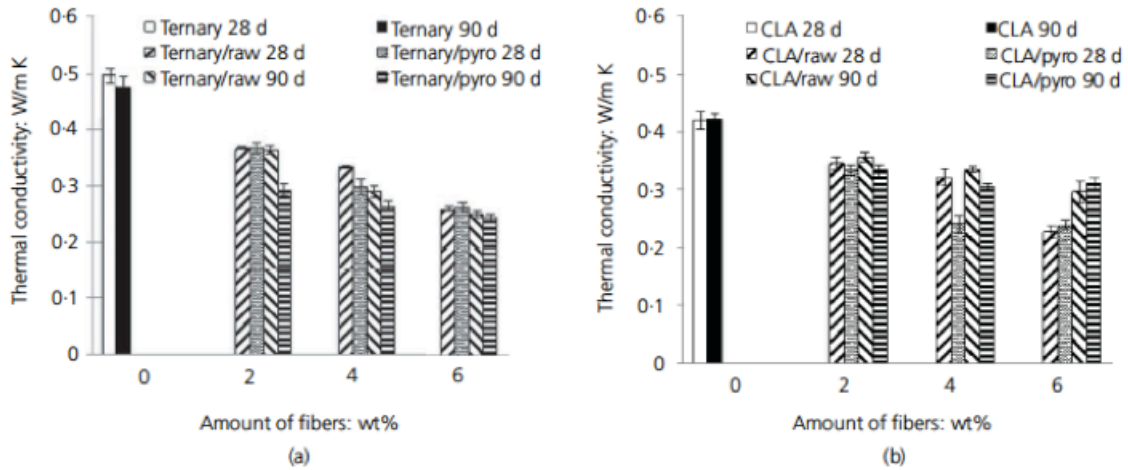 0·6
0·5
0·4
0·3
0·2
0·1
0
Thermal conductivity: W/m K
Ternary 28 d
Ternary 90 d
Ternary/raw 28 d
Ternary/pyro 28 d
Ternary/raw 90 d
Ternary/pyro 90 d
0 2 4 6
Amount of fibers: wt%
(a)
0·6
0·5
0·4
0·3
0·2
0·1
0
Thermal conductivity: W/m K
CLA 28 d
CLA 90 d
CLA/raw 28 d
CLA/pyro 28 d
CLA/raw 90 d
CLA/pyro 90 d
0 2 4 6
Amount of fibers: wt%
(b)